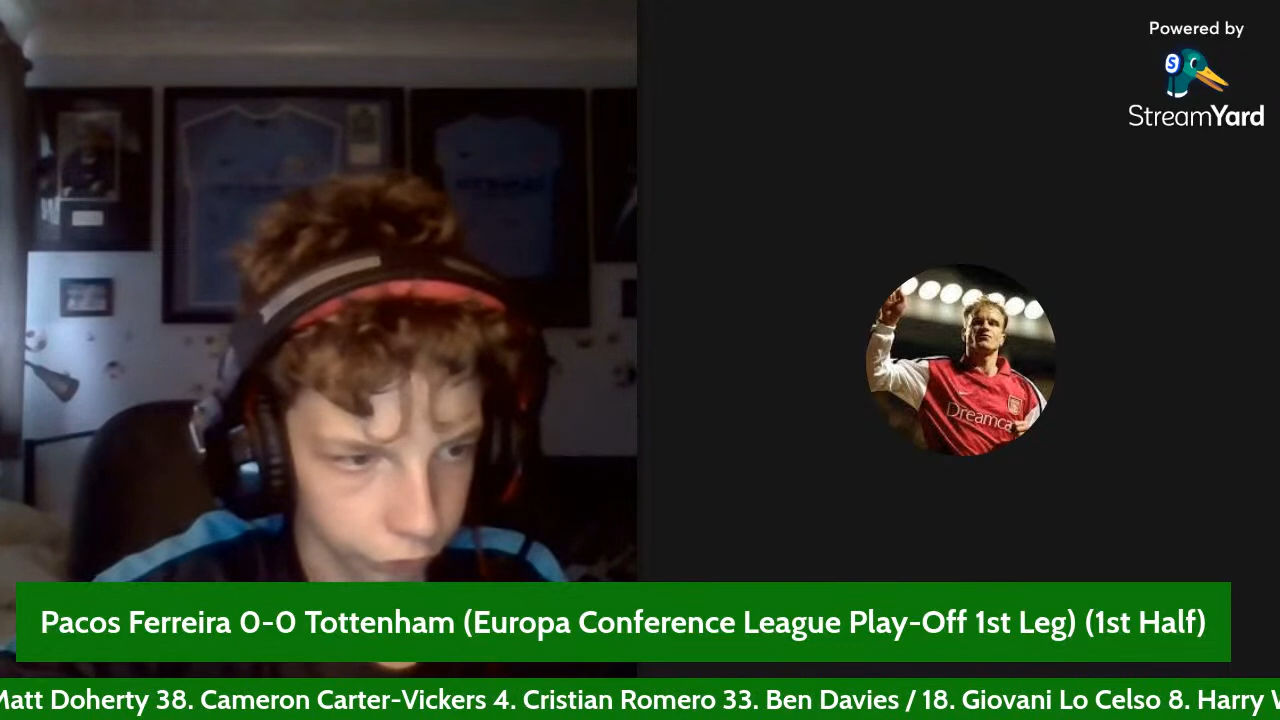 Powered by
S
StreamYard
Dreamca
Pacos Ferreira 0-0 Tottenham (Europa Conference League Play-Off 1st Leg) (1st Half)
Matt Doherty 38. Cameron Carter-Vickers 4. Cristian Romero 33. Ben Davies / 18. Giovani Lo Celso 8. Harry W